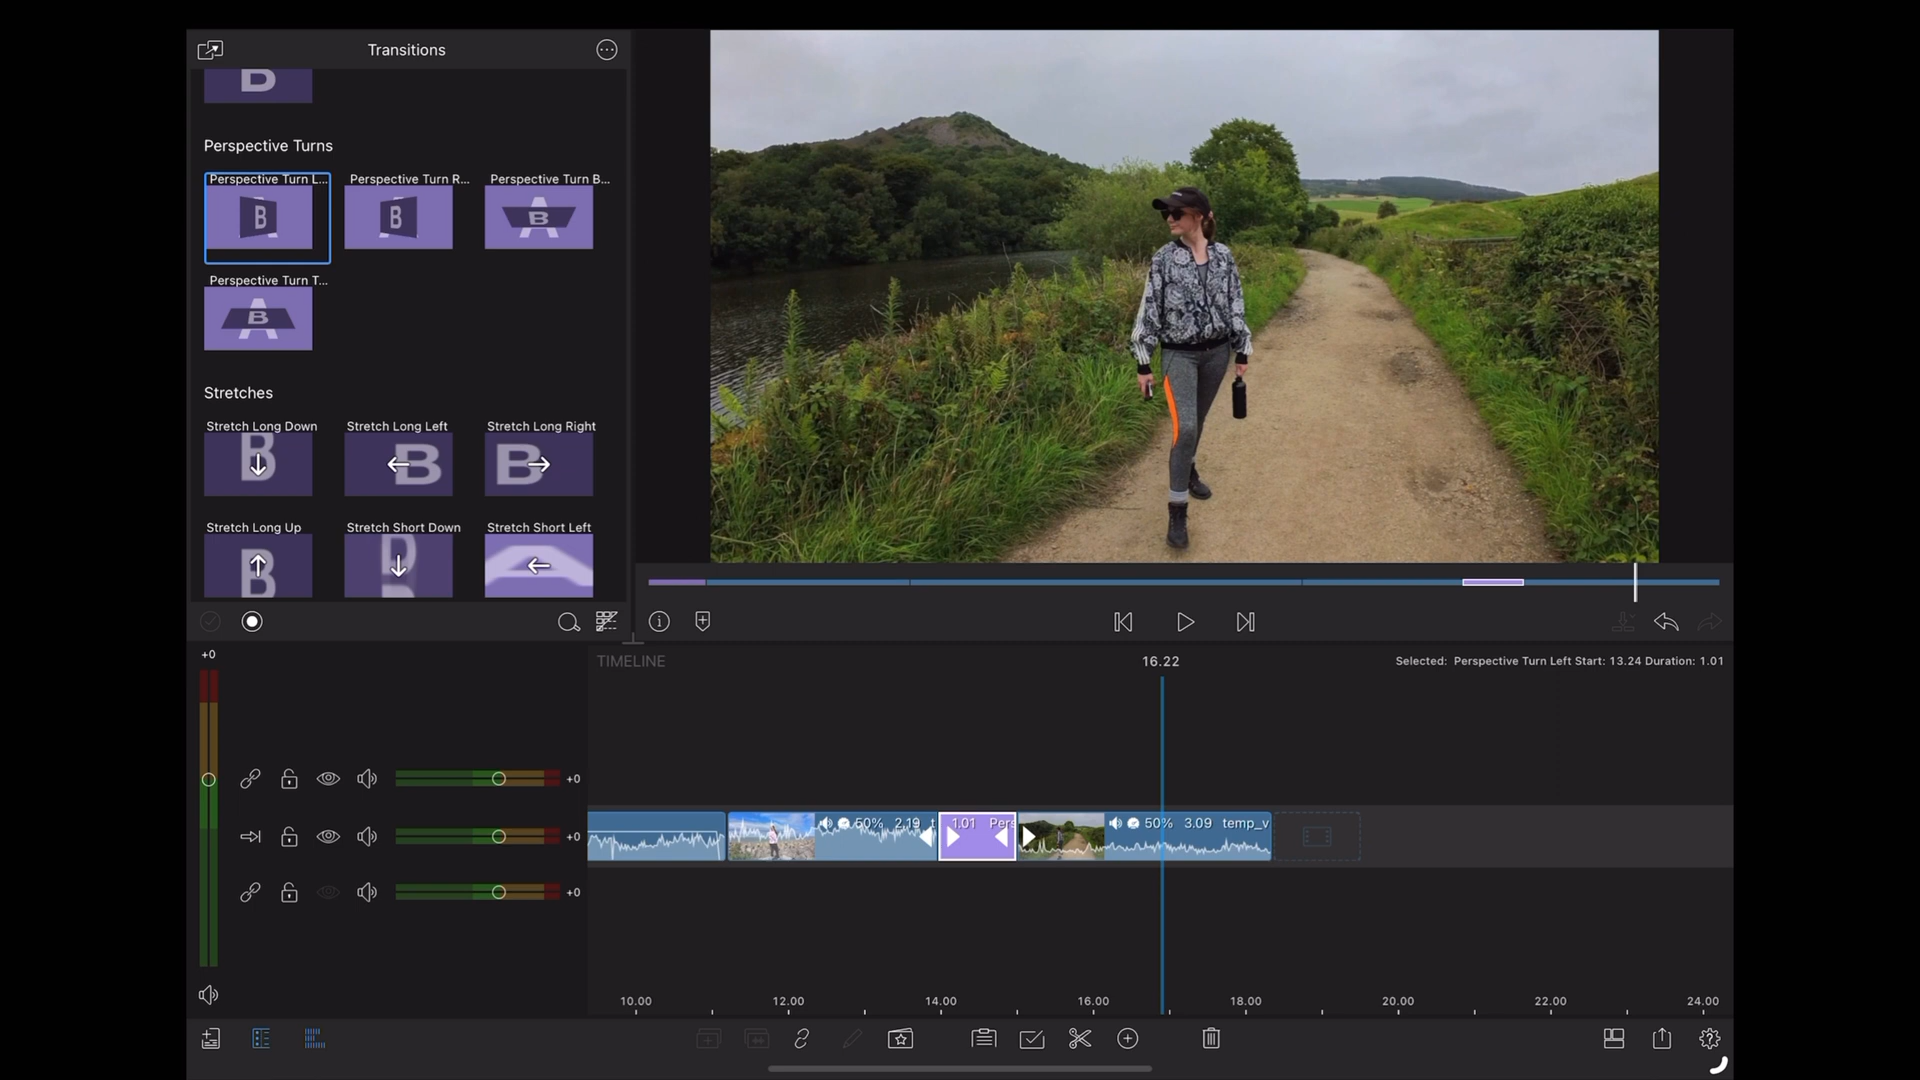 Transitions
B
Perspective Turns
Perspective Turn L...
Perspective Turn R...
Perspective Turn B...
B
B
B
Perspective Turn T...
B
Stretches
Stretch Long Down
Stretch Long Left
Stretch Long Right
B
B
B
Stretch Long Up
Stretch Short Down
Stretch Short Left
B
+0
TIMELINE
16.22
Selected: Perspective Turn Left Start: 13.24 Duration: 1.01
+0
50% 2.19 t
1.01 Pers
50% 3.09 temp_v
+0
+0
10.00 12.00 14.00 16.00 18.00 20.00 22.00 24.00